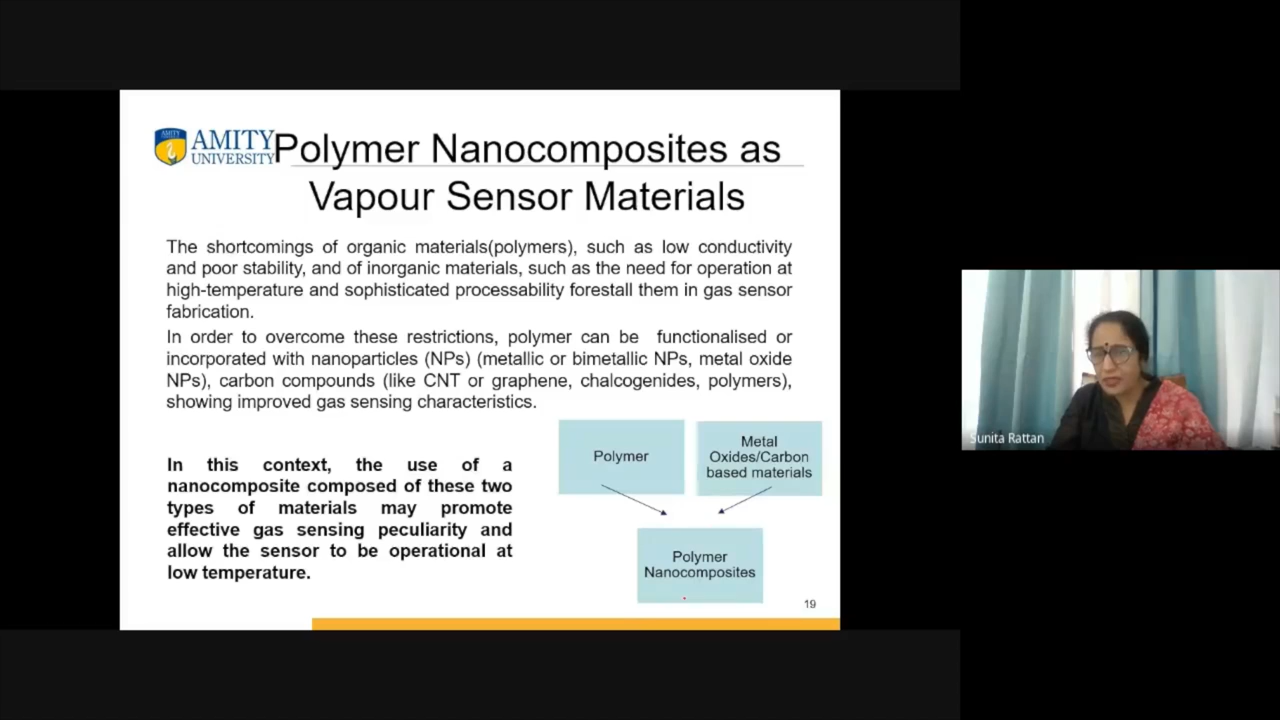 AMITY
UNIVERSITY
Polymer Nanocomposites as
Vapour Sensor Materials
The shortcomings of organic materials(polymers), such as low conductivity
and poor stability, and of inorganic materials, such as the need for operation at
high-temperature and sophisticated processability forestall them in gas sensor
fabrication.
In order to overcome these restrictions, polymer can be functionalised or
incorporated with nanoparticles (NPs) (metallic or bimetallic NPs, metal oxide
NPs), carbon compounds (like CNT or graphene, chalcogenides, polymers),
showing improved gas sensing characteristics.
In this context, the use of a
nanocomposite composed of these two
types of materials may promote
effective gas sensing peculiarity and
allow the sensor to be operational at
low temperature.
Polymer
Metal
Oxides/Carbon
based materials
Polymer
Nanocomposites
19
Sunita Rattan